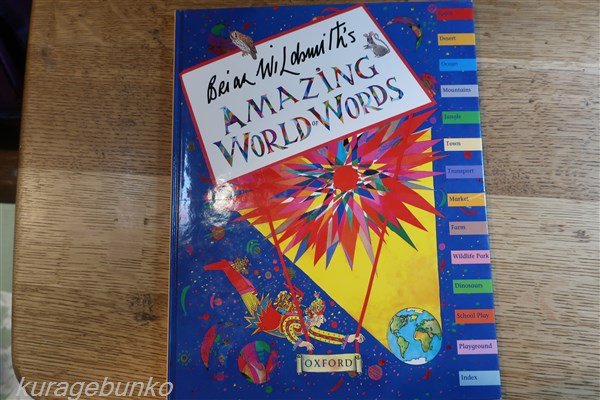 Brian Wildsmith's
AMAZING
WORLD OF WORDS
Desert
Ocean
Mountains
Jungle
Town
Transport
Market
Farm
Wildlife Park
Dinosaurs
School Play
Playground
Index
OXFORD
kuragebunko